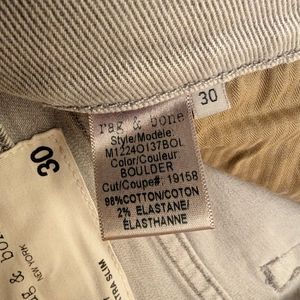 rag & bone
Style/Modèle:
M1224O137BOL
Color/Couleur:
BOULDER
Cut/Coupe#: 19158
98%COTTON/COTON
2% ELASTANE/
ÉLASTHANNE
30
30
NEW YORK